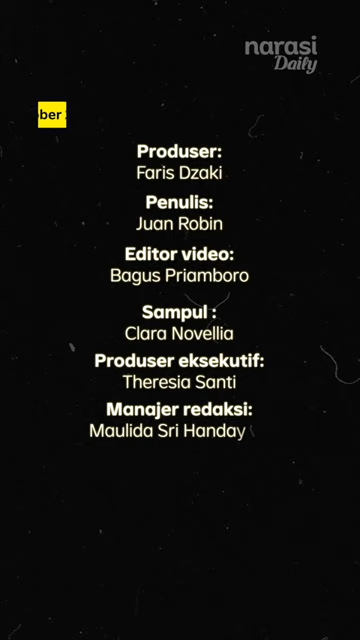 narasi
Daily
Produser:
Faris Dzaki
Penulis:
Juan Robin
Editor video:
Bagus Priamboro
Sampul :
Clara Novellia
Produser eksekutif:
Theresia Santi
Manajer redaksi:
Maulida Sri Handay